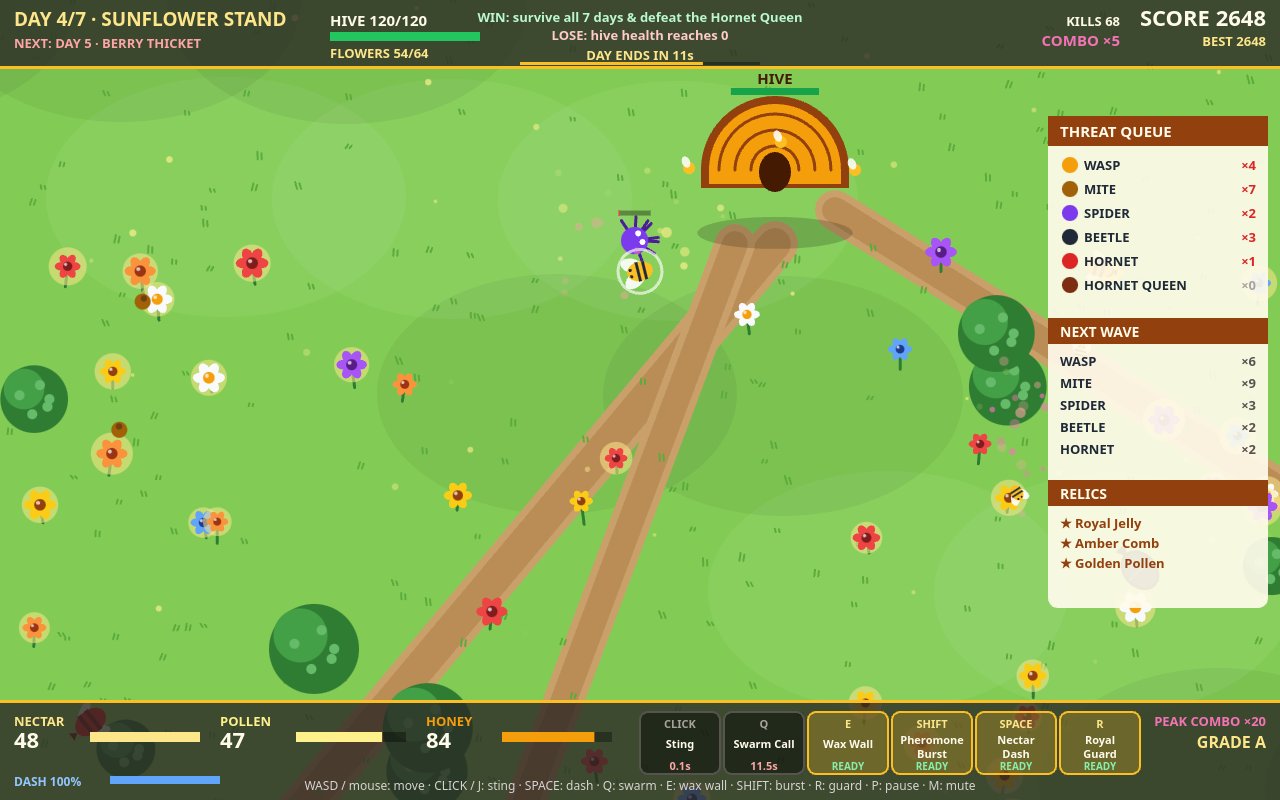 DAY 4/7 · SUNFLOWER STAND
NEXT: DAY 5 · BERRY THICKET
HIVE 120/120
FLOWERS 54/64
WIN: survive all 7 days & defeat the Hornet Queen
LOSE: hive health reaches 0
DAY ENDS IN 11s
KILLS 68
COMBO ×5
SCORE 2648
BEST 2648
HIVE
THREAT QUEUE
WASP ×4
MITE ×7
SPIDER ×2
BEETLE ×3
HORNET ×1
HORNET QUEEN ×0
NEXT WAVE
WASP ×6
MITE ×9
SPIDER ×3
BEETLE ×2
HORNET ×2
RELICS
★ Royal Jelly
★ Amber Comb
★ Golden Pollen
NECTAR
48
POLLEN
47
HONEY
84
DASH 100%
CLICK
Sting
0.1s
Q
Swarm Call
11.5s
E
Wax Wall
READY
SHIFT
Pheromone
Burst
READY
SPACE
Nectar
Dash
READY
R
Royal
Guard
READY
PEAK COMBO ×20
GRADE A
WASD / mouse: move · CLICK / J: sting · SPACE: dash · Q: swarm · E: wax wall · SHIFT: burst · R: guard · P: pause · M: mute